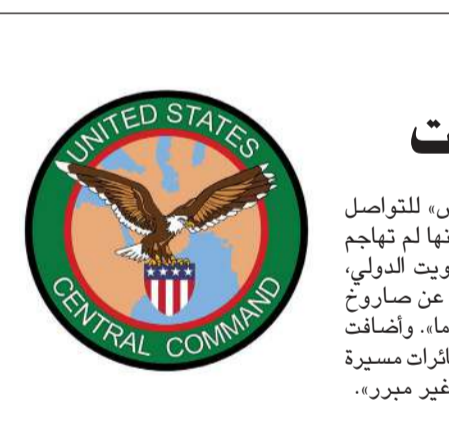 ت
UNITED STATES
CENTRAL COMMAND
س» للتواصل
نها لم تهاجم
ويت الدولي،
عن صاروخ
ما». وأضافت
ائرات مسيرة
غير مبرر».